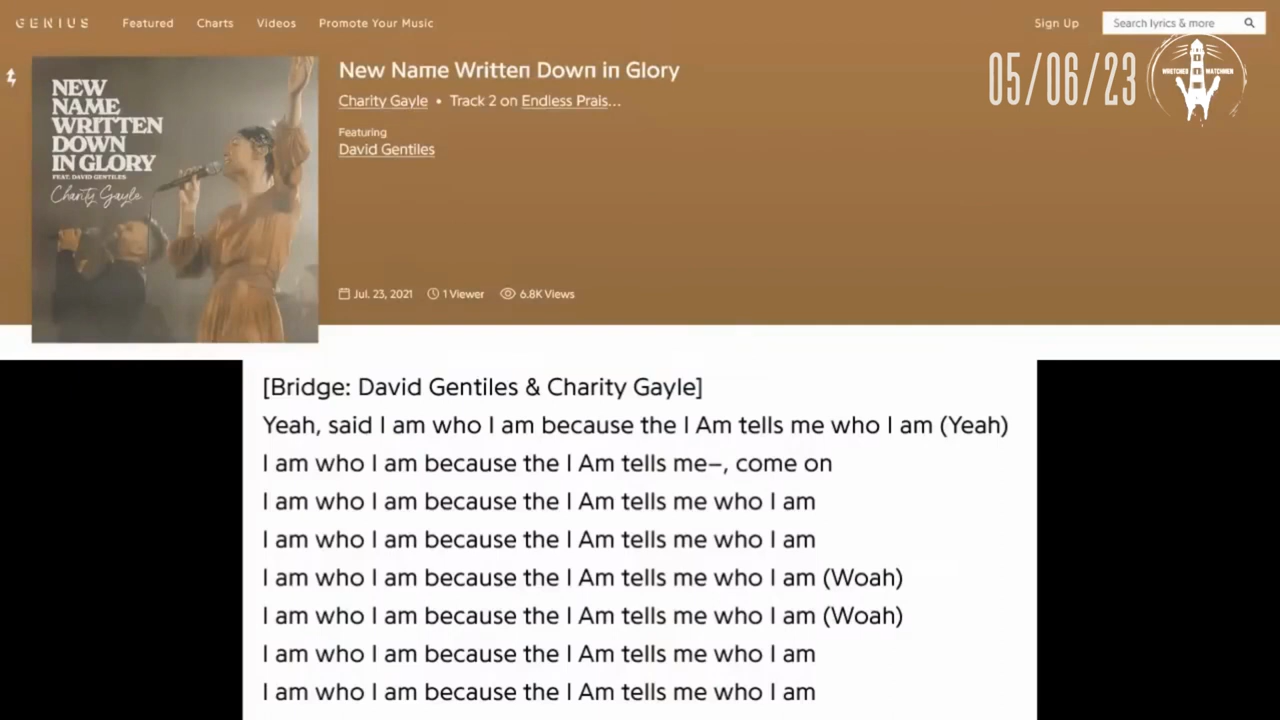 GENIUS Featured Charts Videos Promote Your Music Sign Up Search lyrics & more
05/06/23
WRETCHED WATCHMEN
NEW
NAME
WRITTEN
DOWN
IN GLORY
FEAT. DAVID GENTILES
Charity Gayle
New Name Written Down in Glory
Charity Gayle • Track 2 on Endless Prais...
Featuring
David Gentiles
Jul. 23, 2021 1 Viewer 6.8K Views
[Bridge: David Gentiles & Charity Gayle]
Yeah, said I am who I am because the I Am tells me who I am (Yeah)
I am who I am because the I Am tells me–, come on
I am who I am because the I Am tells me who I am
I am who I am because the I Am tells me who I am
I am who I am because the I Am tells me who I am (Woah)
I am who I am because the I Am tells me who I am (Woah)
I am who I am because the I Am tells me who I am
I am who I am because the I Am tells me who I am